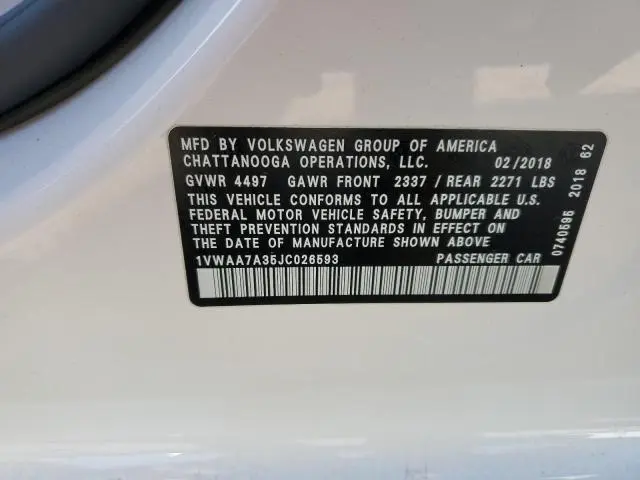 MFD BY VOLKSWAGEN GROUP OF AMERICA
CHATTANOOGA OPERATIONS, LLC. 02/2018
GVWR 4497 GAWR FRONT 2337/REAR 2271 LBS
THIS VEHICLE CONFORMS TO ALL APPLICABLE U.S.
FEDERAL MOTOR VEHICLE SAFETY, BUMPER AND
THEFT PREVENTION STANDARDS IN EFFECT ON
THE DATE OF MANUFACTURE SHOWN ABOVE
1VWAA7A35JC026593 PASSENGER CAR
0740595 2018 62